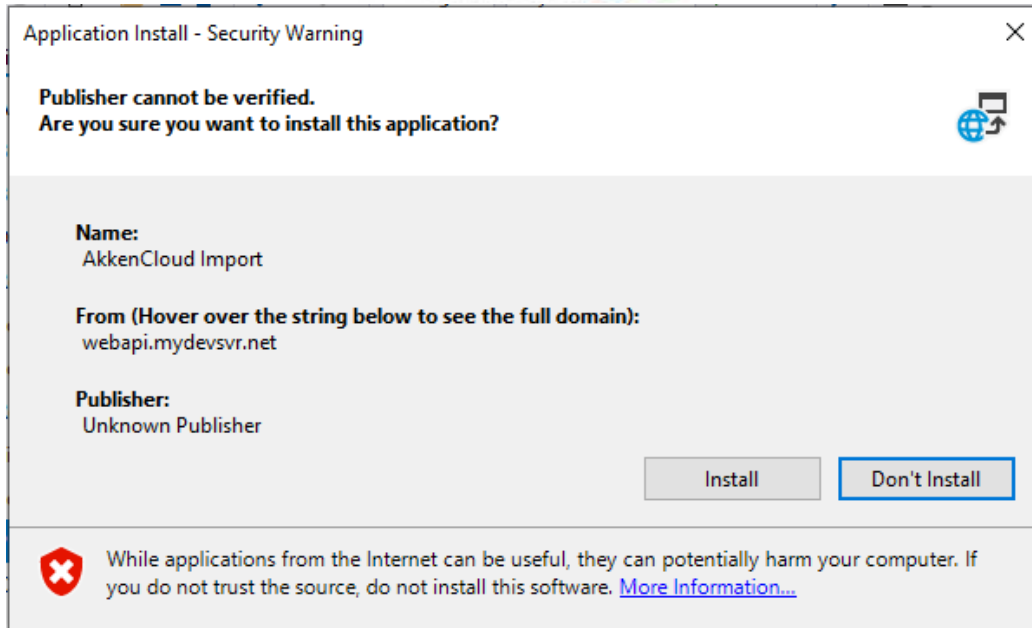 Application Install - Security Warning
Publisher cannot be verified.
Are you sure you want to install this application?
Name:
AkkenCloud Import
From (Hover over the string below to see the full domain):
webapi.mydevsvr.net
Publisher:
Unknown Publisher
Install
Don't Install
While applications from the Internet can be useful, they can potentially harm your computer. If
you do not trust the source, do not install this software. More Information...